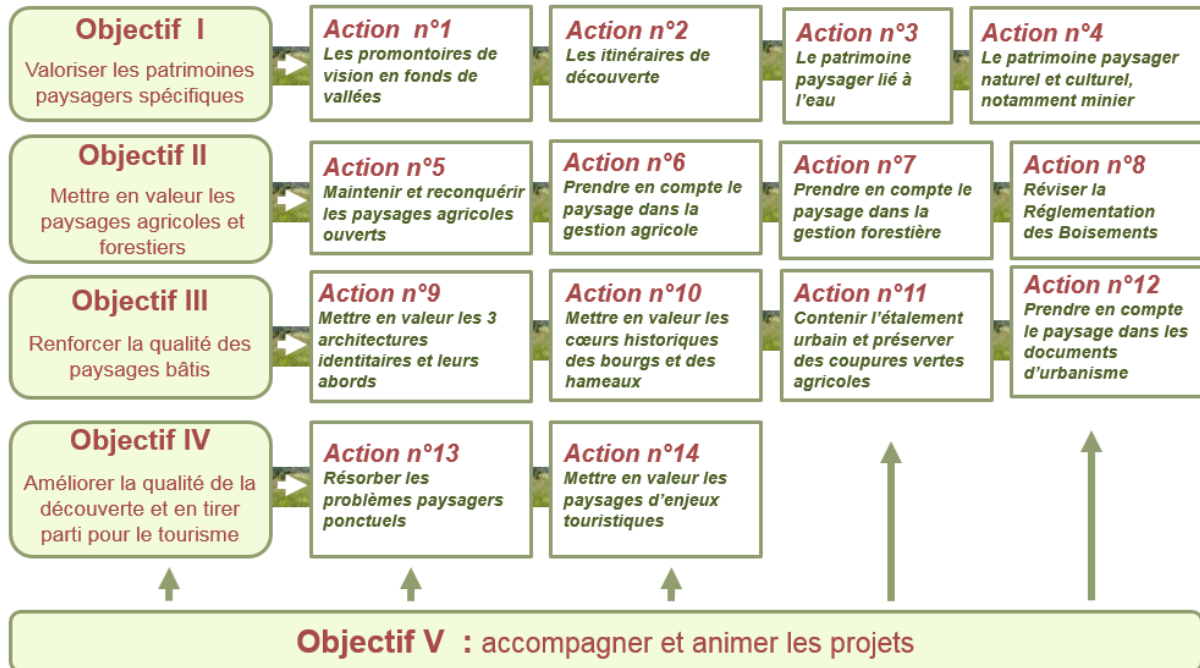 Objectif I
Valoriser les patrimoines
paysagers spécifiques
Action n°1
Les promontoires de
vision en fonds de
vallées
Action n°2
Les itinéraires de
découverte
Action n°3
Le patrimoine
paysager lié à
l'eau
Action n°4
Le patrimoine paysager
naturel et culturel,
notamment minier
Objectif II
Mettre en valeur les
paysages agricoles et
forestiers
Action n°5
Maintenir et reconquérir
les paysages agricoles
ouverts
Action n°6
Prendre en compte le
paysage dans la
gestion agricole
Action n°7
Prendre en compte le
paysage dans la
gestion forestière
Action n°8
Réviser la
Réglementation
des Boisements
Objectif III
Renforcer la qualité des
paysages bâtis
Action n°9
Mettre en valeur les 3
architectures
identitaires et leurs
abords
Action n°10
Mettre en valeur les
cœurs historiques
des bourgs et des
hameaux
Action n°11
Contenir l'étalement
urbain et préserver
des coupures vertes
agricoles
Action n°12
Prendre en compte
le paysage dans les
documents
d'urbanisme
Objectif IV
Améliorer la qualité de la
découverte et en tirer
parti pour le tourisme
Action n°13
Résorber les
problèmes paysagers
ponctuels
Action n°14
Mettre en valeur les
paysages d'enjeux
touristiques
Objectif V : accompagner et animer les projets